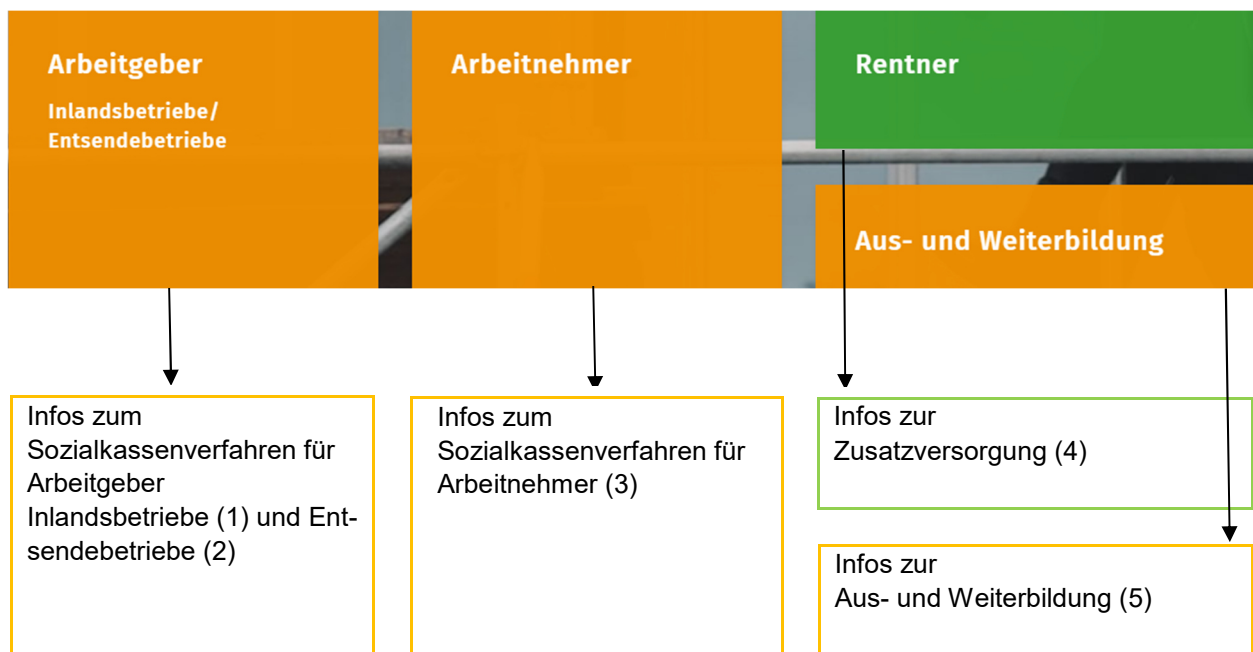 Arbeitgeber
Inlandsbetriebe/
Entsendebetriebe
Arbeitnehmer
Rentner
Aus- und Weiterbildung
Infos zum
Sozialkassenverfahren für
Arbeitgeber
Inlandsbetriebe (1) und Ent-
sendebetriebe (2)
Infos zum
Sozialkassenverfahren für
Arbeitnehmer (3)
Infos zur
Zusatzversorgung (4)
Infos zur
Aus- und Weiterbildung (5)